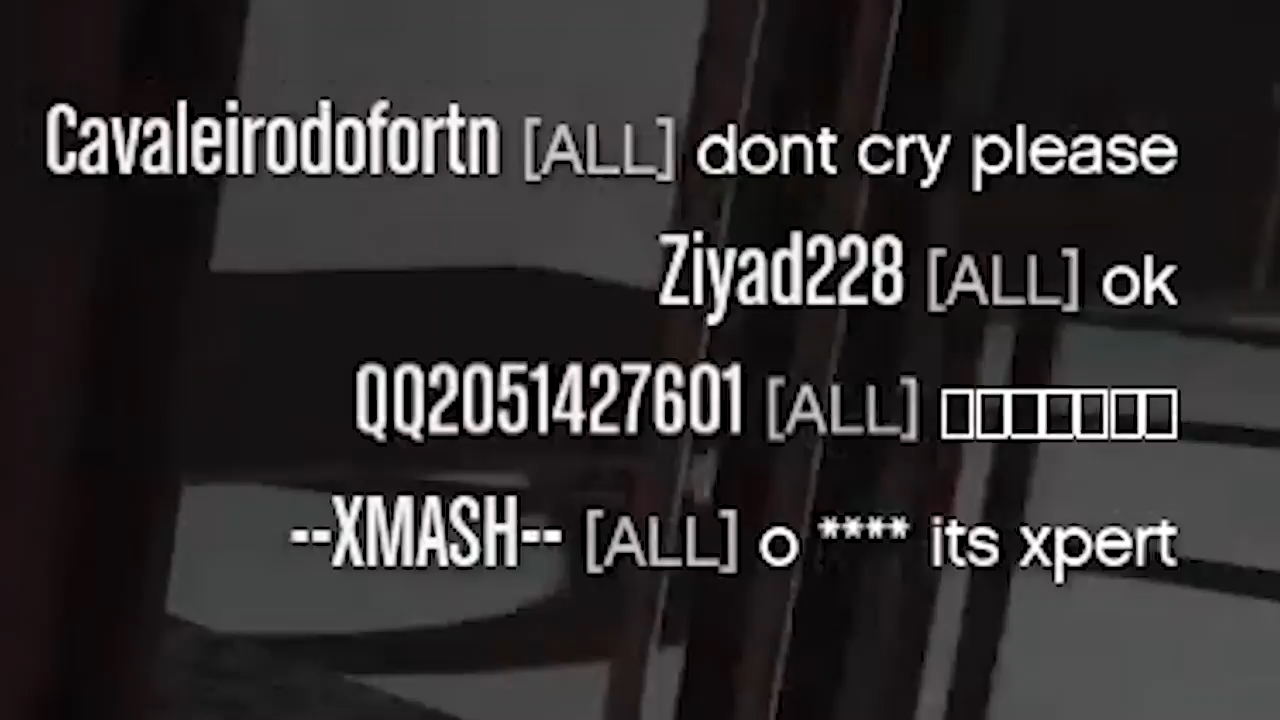 Cavaleirodofortn [ALL] dont cry please
Ziyad228 [ALL] ok
QQ2051427601 [ALL] □□□□□□□
--XMASH-- [ALL] o **** its xpert